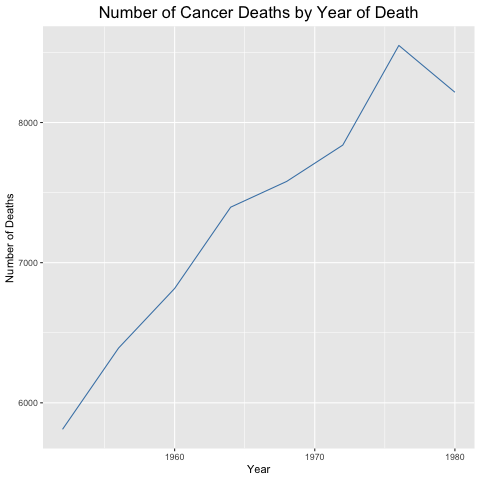 Number of Cancer Deaths by Year of Death
Number of Deaths
8000
7000
6000
1960 1970 1980
Year